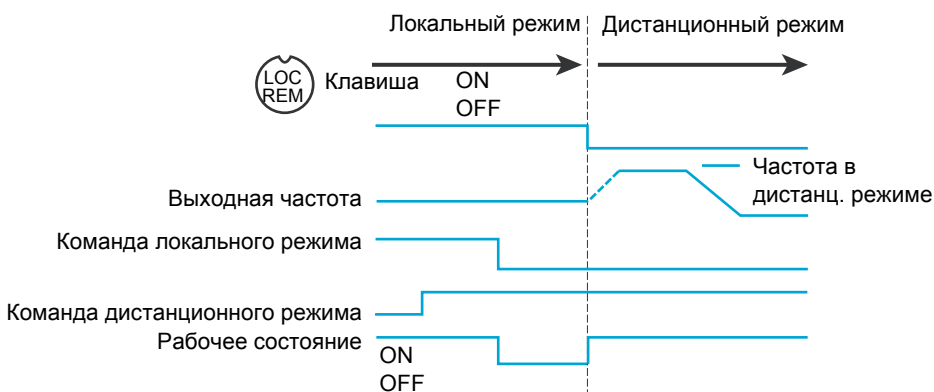 Локальный режим
Дистанционный режим
LOC
REM
Клавиша
ON
OFF
Частота в
дистанц. режиме
Выходная частота
Команда локального режима
Команда дистанционного режима
Рабочее состояние
ON
OFF